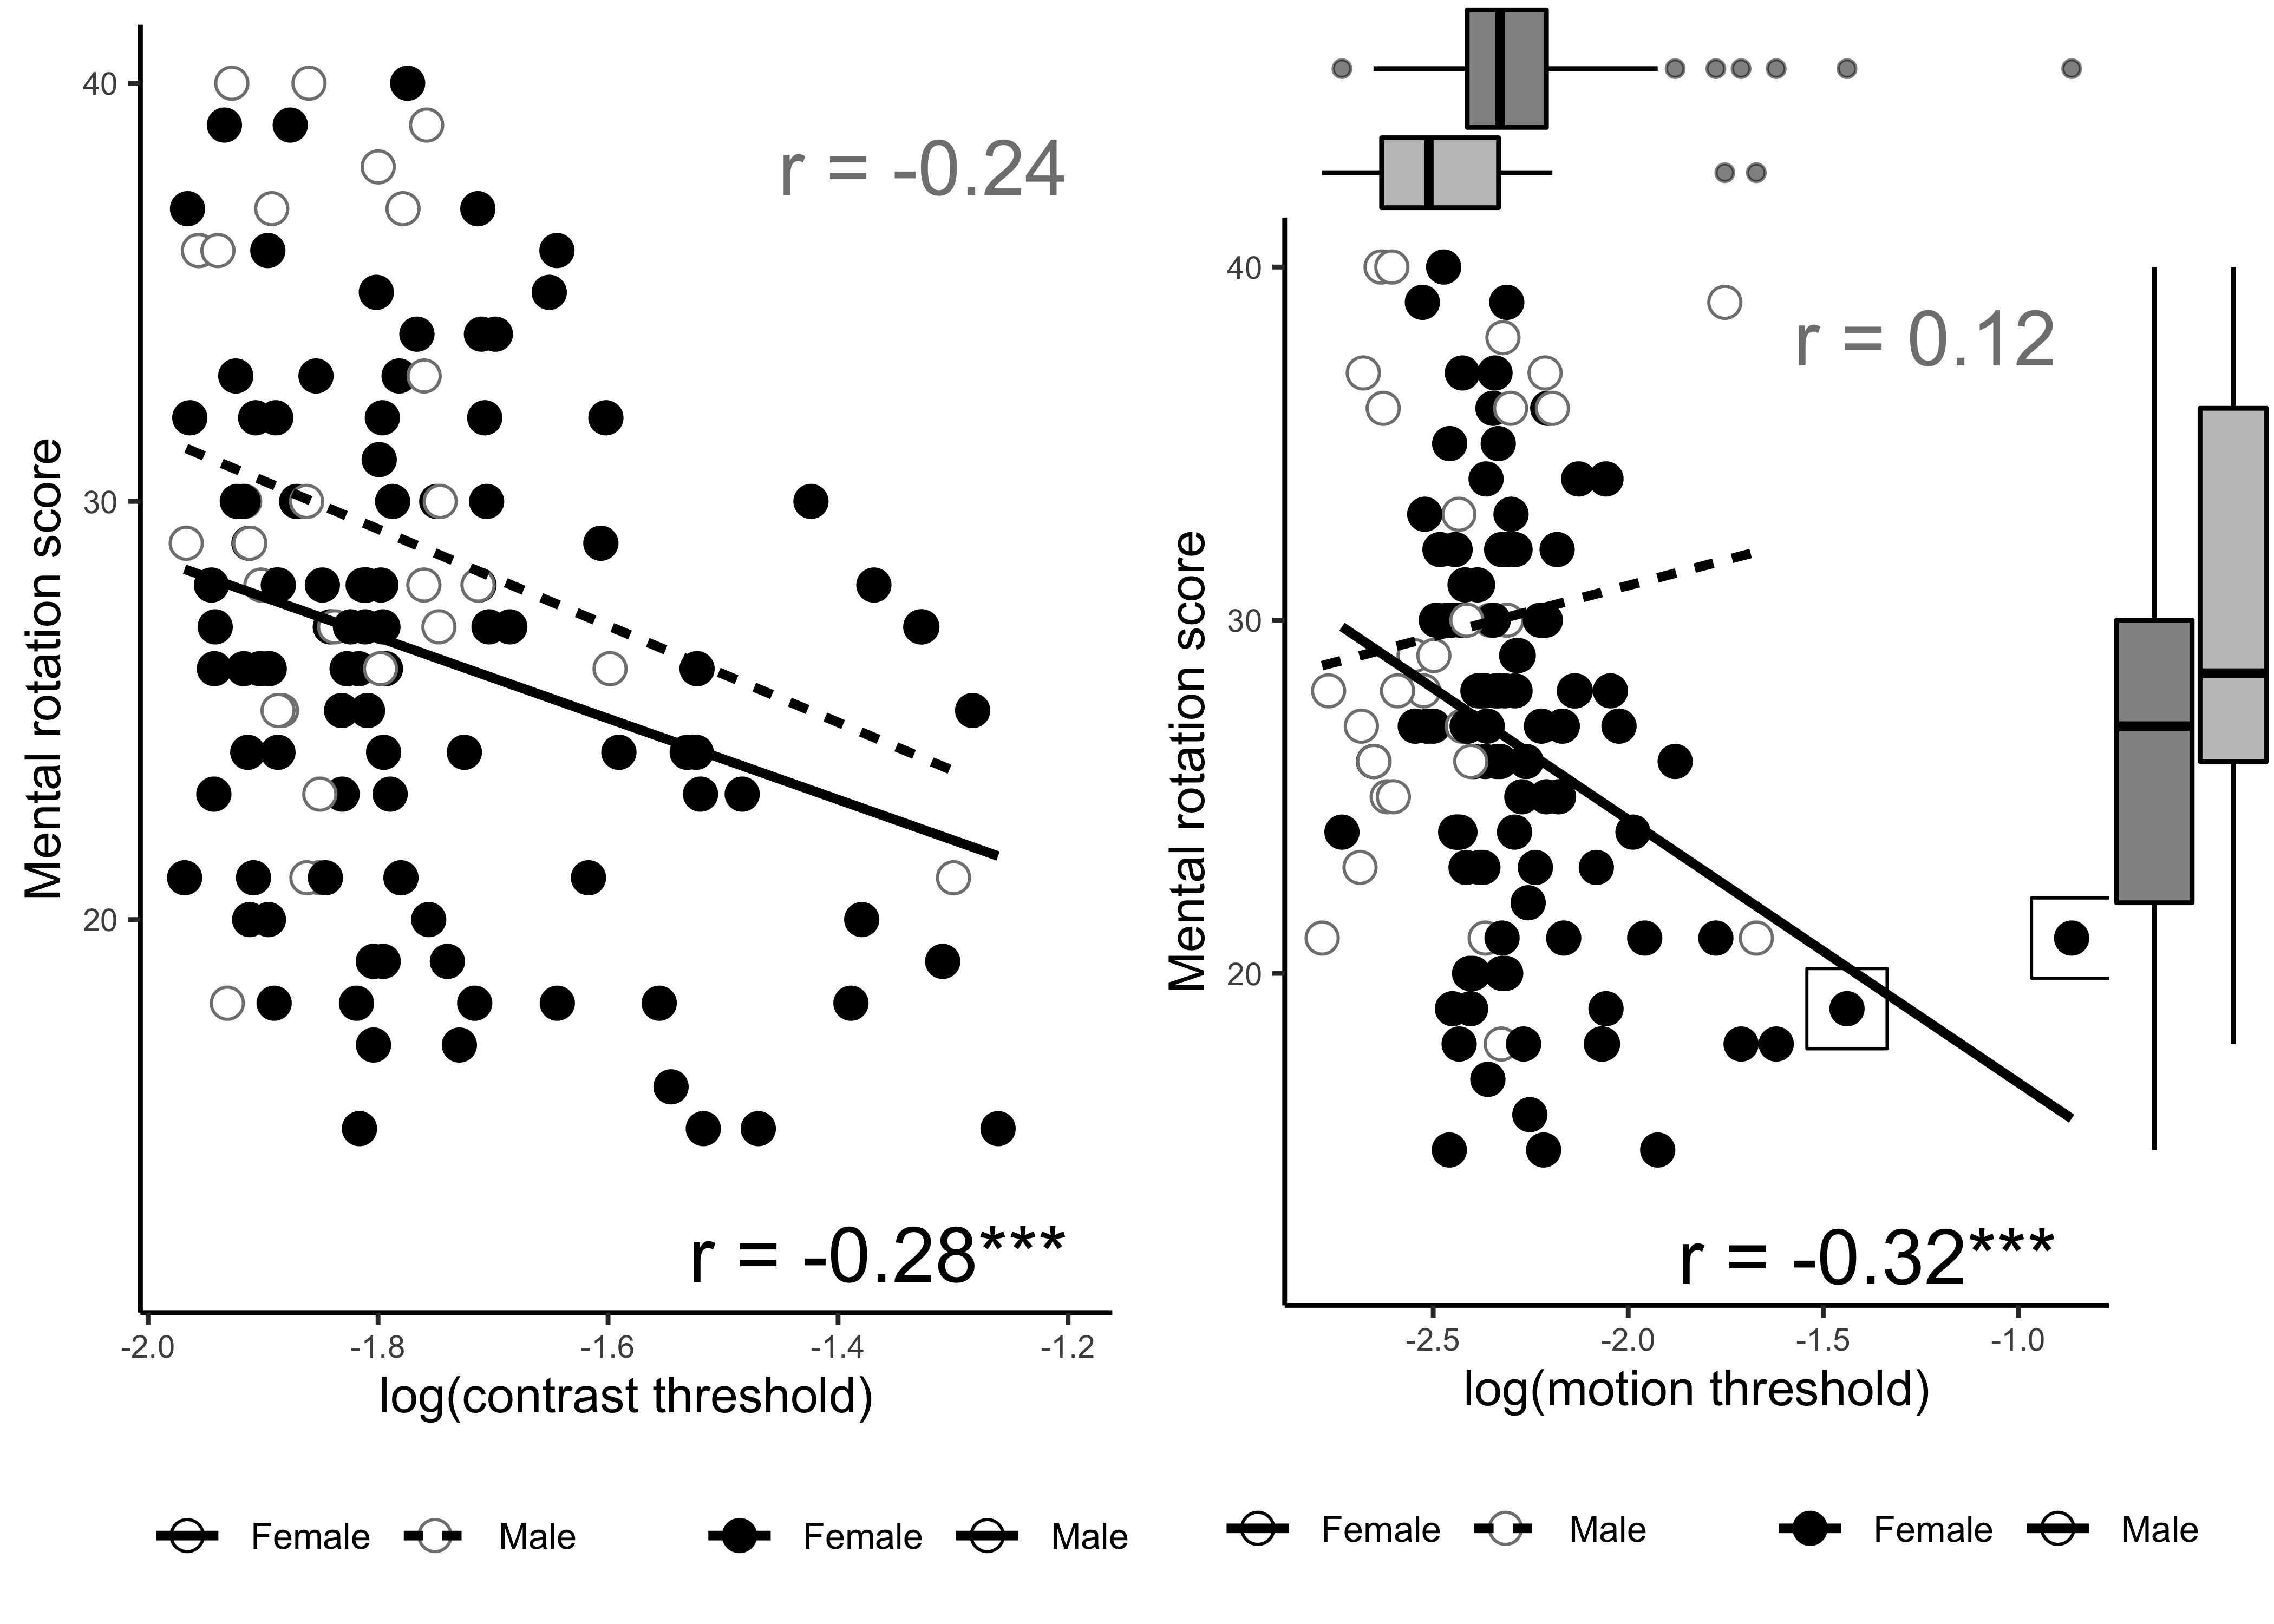 40
30
20
Mental rotation score
r = -0.24
r = -0.28***
-2.0 -1.8 -1.6 -1.4 -1.2
log(contrast threshold)
Female Male Female Male
40
30
20
Mental rotation score
r = 0.12
r = -0.32***
-2.5 -2.0 -1.5 -1.0
log(motion threshold)
Female Male Female Male